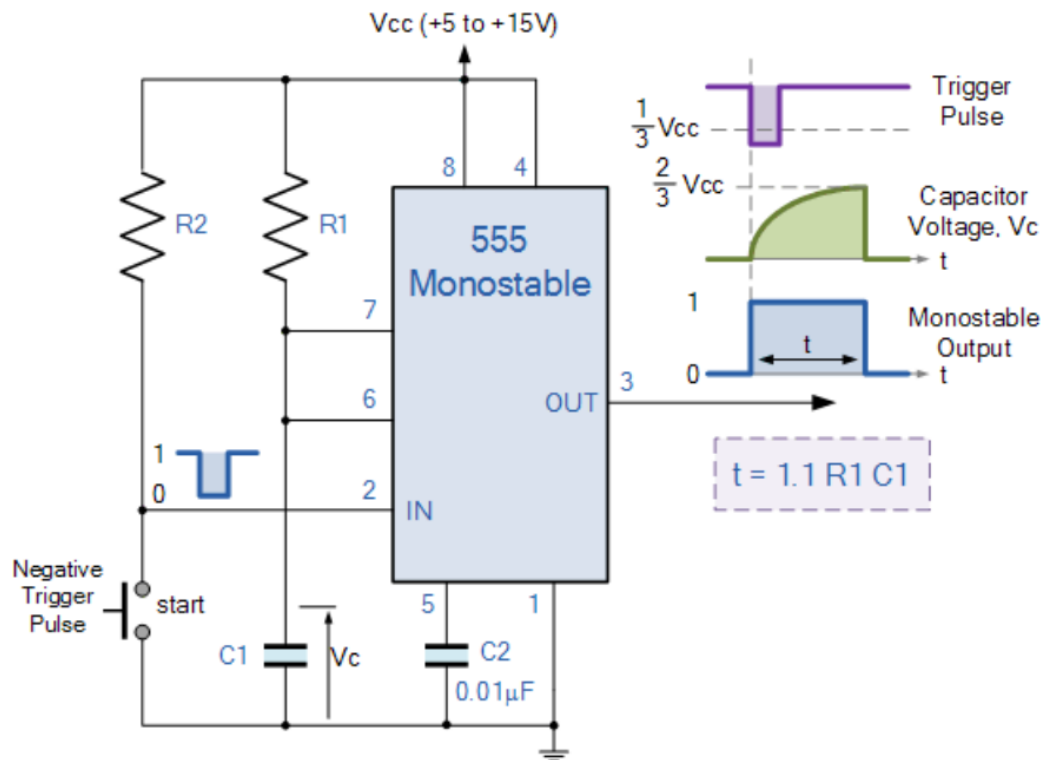 Vcc (+5 to +15V)
Trigger
Pulse
1/3 Vcc
8
4
2/3 Vcc
Capacitor
Voltage, Vc
t
R2
R1
555
Monostable
7
1
Monostable
Output
t
0
t
6
3
OUT
t = 1.1 R1 C1
1
0
2
IN
Negative
Trigger
Pulse
start
5
1
C1
Vc
C2
0.01µF